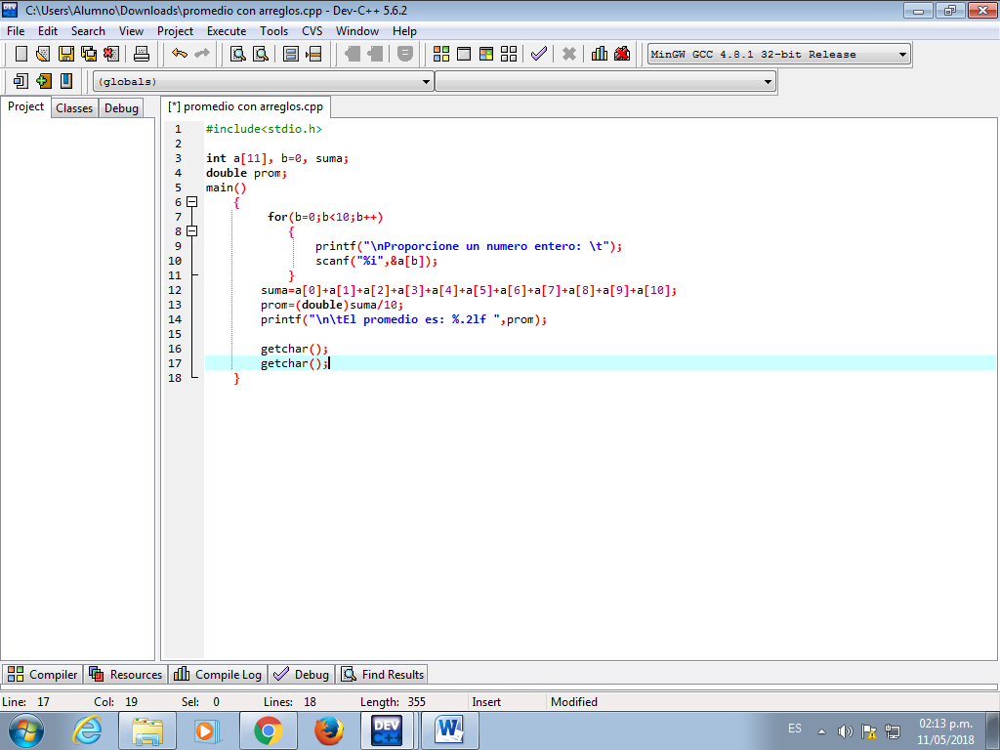 C:\Users\Alumno\Downloads\promedio con arreglos.cpp - Dev-C++ 5.6.2
File Edit Search View Project Execute Tools CVS Window Help
MinGW GCC 4.8.1 32-bit Release
(globals)
Project Classes Debug
[*] promedio con arreglos.cpp
1 #include<stdio.h>
2
3 int a[11], b=0, suma;
4 double prom;
5 main()
6 {
7 for(b=0;b<10;b++)
8 {
9 printf("\nProporcione un numero entero: \t");
10 scanf("%i",&a[b]);
11 }
12 suma=a[0]+a[1]+a[2]+a[3]+a[4]+a[5]+a[6]+a[7]+a[8]+a[9]+a[10];
13 prom=(double)suma/10;
14 printf("\n\tEl promedio es: %.2lf ",prom);
15
16 getchar();
17 getchar();
18 }
Compiler Resources Compile Log Debug Find Results
Line: 17 Col: 19 Sel: 0 Lines: 18 Length: 355 Insert Modified
DEV C++
W
ES
02:13 p.m.
11/05/2018